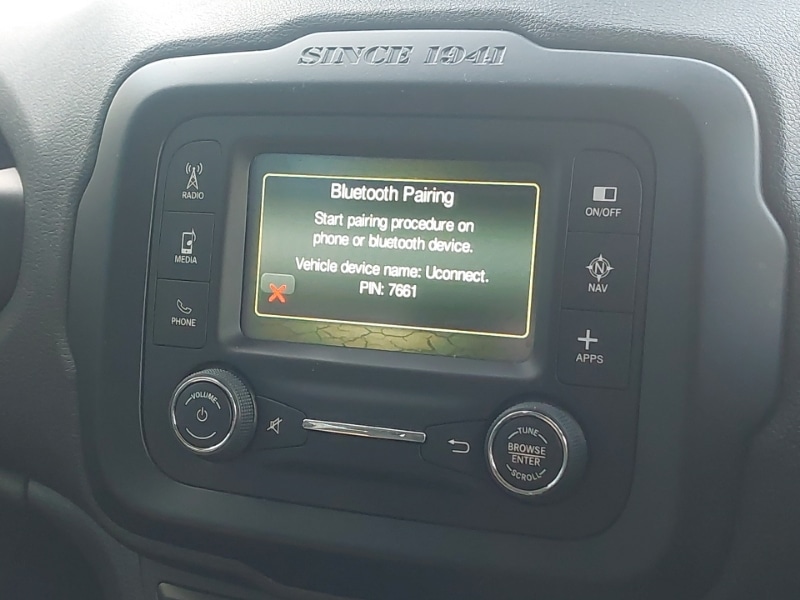 SINCE 1941
RADIO
MEDIA
PHONE
Bluetooth Pairing
Start pairing procedure on
phone or bluetooth device.
Vehicle device name: Uconnect.
PIN: 7661
ON/OFF
N
NAV
APPS
VOLUME
TUNE
BROWSE
ENTER
SCROLL